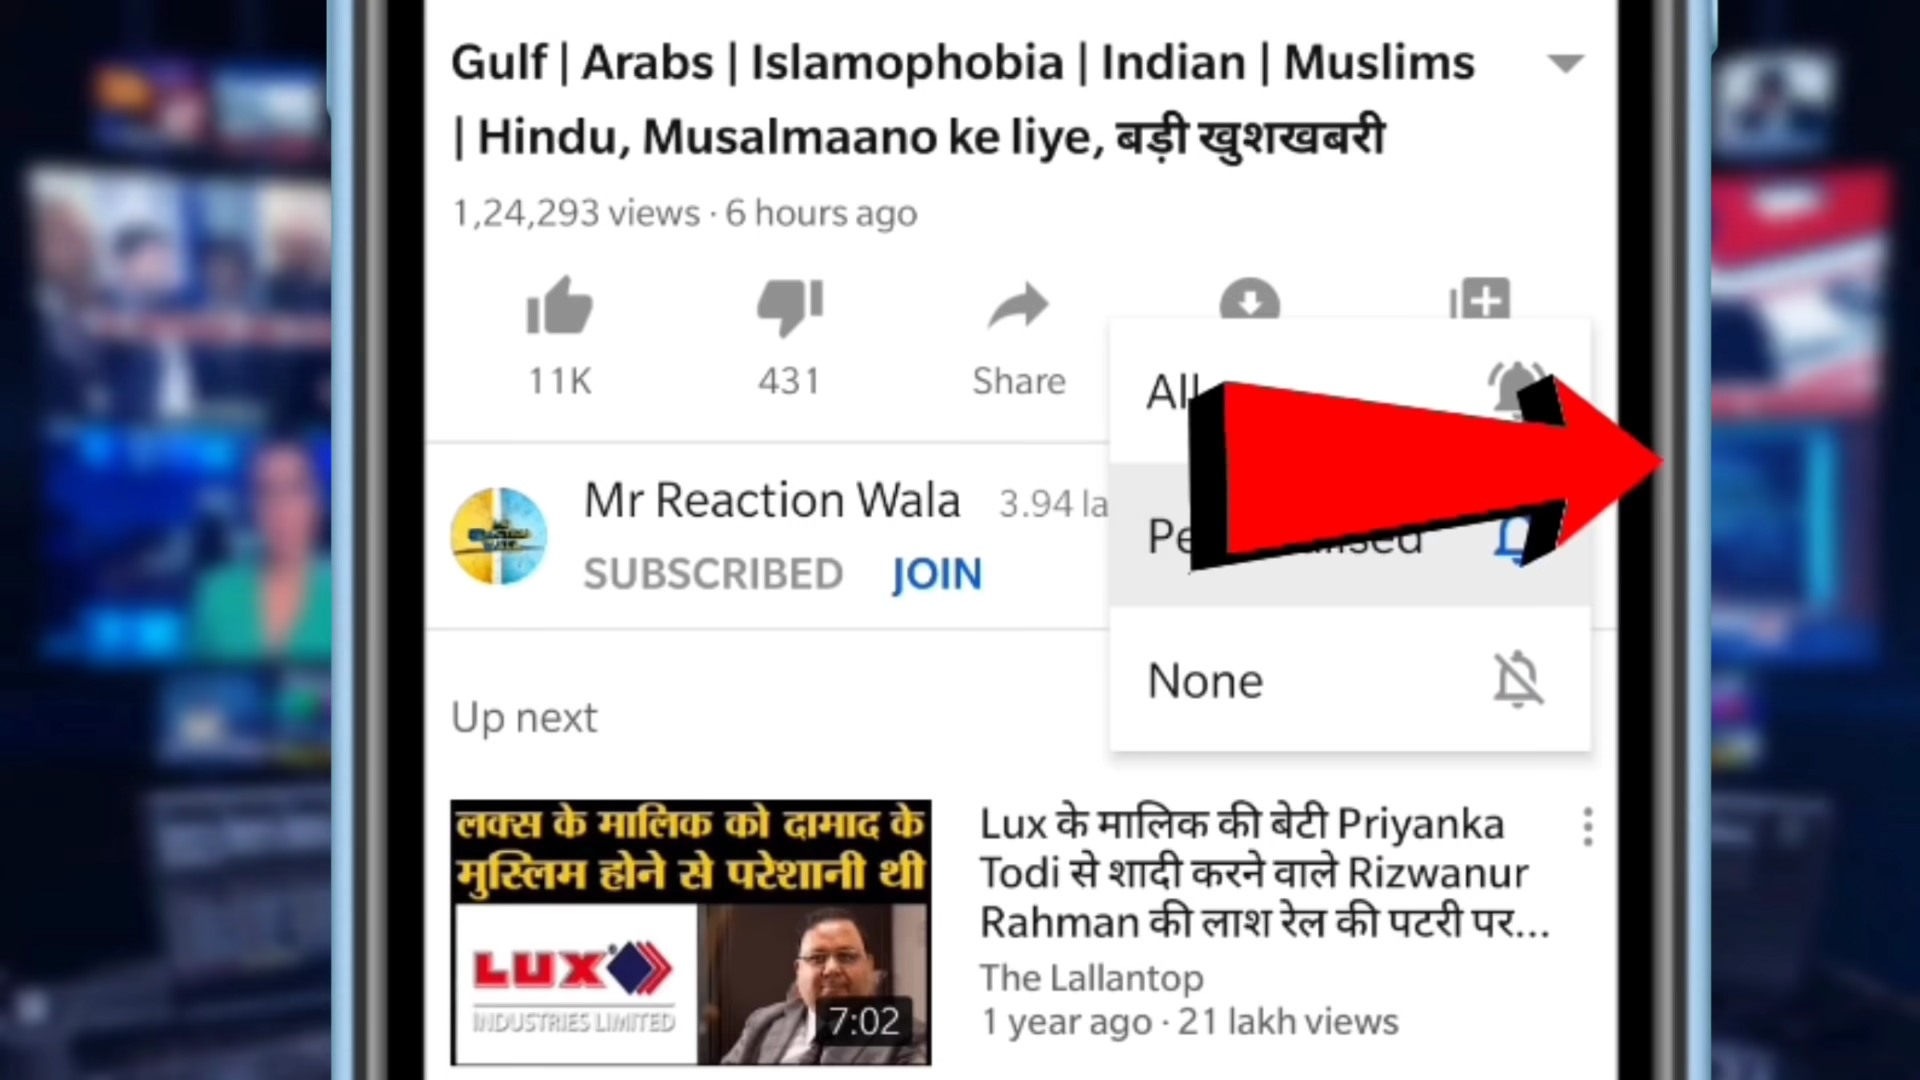 Gulf | Arabs | Islamophobia | Indian | Muslims
| Hindu, Musalmaano ke liye, बड़ी खुशखबरी
1,24,293 views · 6 hours ago
11K
431
Share
All
Mr Reaction Wala 3.94 la
SUBSCRIBED JOIN
None
Up next
लक्स के मालिक को दामाद के
मुस्लिम होने से परेशानी थी
LUX
INDUSTRIES LIMITED
7:02
Lux के मालिक की बेटी Priyanka
Todi से शादी करने वाले Rizwanur
Rahman की लाश रेल की पटरी पर...
The Lallantop
1 year ago · 21 lakh views